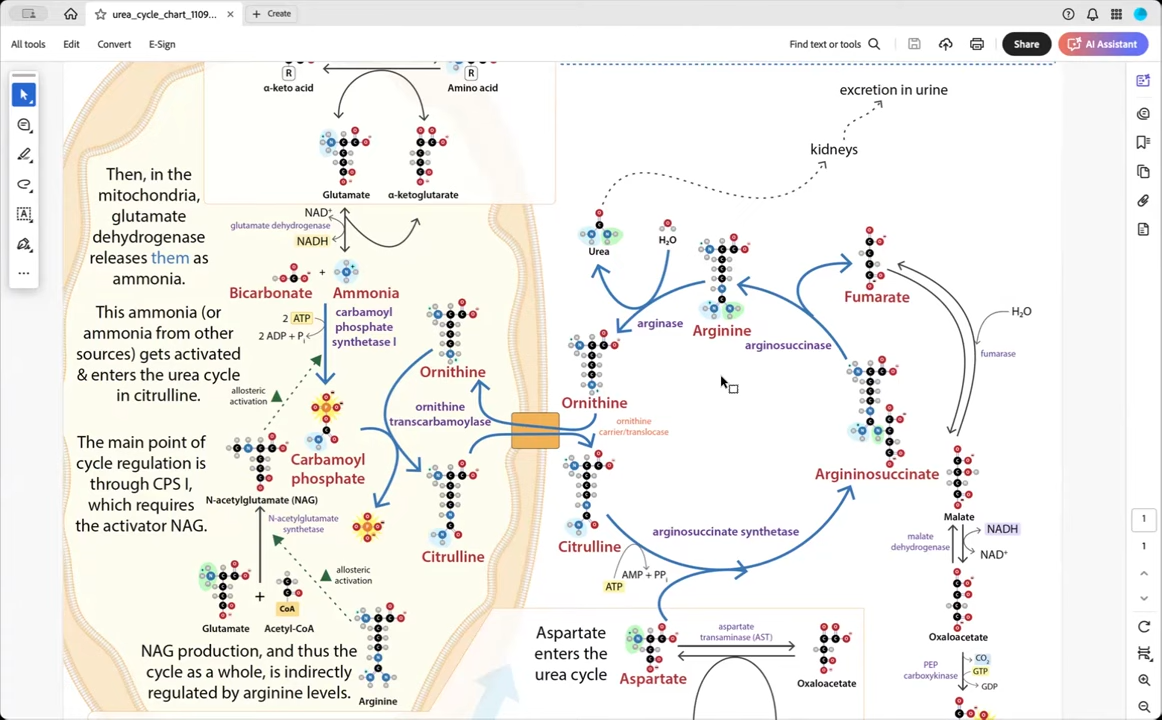 urea_cycle_chart_1109...
Create
All tools
Edit
Convert
E-Sign
Find text or tools
Share
AI Assistant
R
α-keto acid
R
Amino acid
Glutamate
α-ketoglutarate
Then, in the
mitochondria,
glutamate
dehydrogenase
releases them as
ammonia.
NAD⁺
glutamate dehydrogenase
NADH
Bicarbonate
+
Ammonia
This ammonia (or
ammonia from other
sources) gets activated
& enters the urea cycle
in citrulline.
2 ATP
2 ADP + Pi
carbamoyl
phosphate
synthetase I
allosteric
activation
Ornithine
ornithine
transcarbamoylase
The main point of
cycle regulation is
through CPS I,
which requires
the activator NAG.
Carbamoyl
phosphate
N-acetylglutamate (NAG)
N-acetylglutamate
synthetase
Citrulline
allosteric
activation
Glutamate
+
CoA
Acetyl-CoA
NAG production, and thus the
cycle as a whole, is indirectly
regulated by arginine levels.
Arginine
excretion in urine
kidneys
Urea
H₂O
arginase
Arginine
arginosuccinase
Fumarate
H₂O
fumarase
Ornithine
ornithine
carrier/translocase
Citrulline
Argininosuccinate
arginosuccinate synthetase
ATP
AMP + PPi
Malate
malate
dehydrogenase
NADH
NAD⁺
Oxaloacetate
PEP
carboxykinase
CO₂
GTP
GDP
Aspartate
enters the
urea cycle
Aspartate
aspartate
transaminase (AST)
Oxaloacetate
1
1